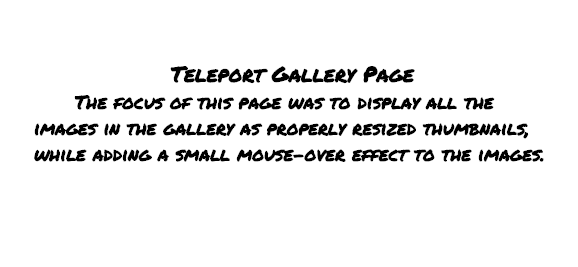 Teleport Gallery Page
The focus of this page was to display all the
images in the gallery as properly resized thumbnails,
while adding a small mouse-over effect to the images.